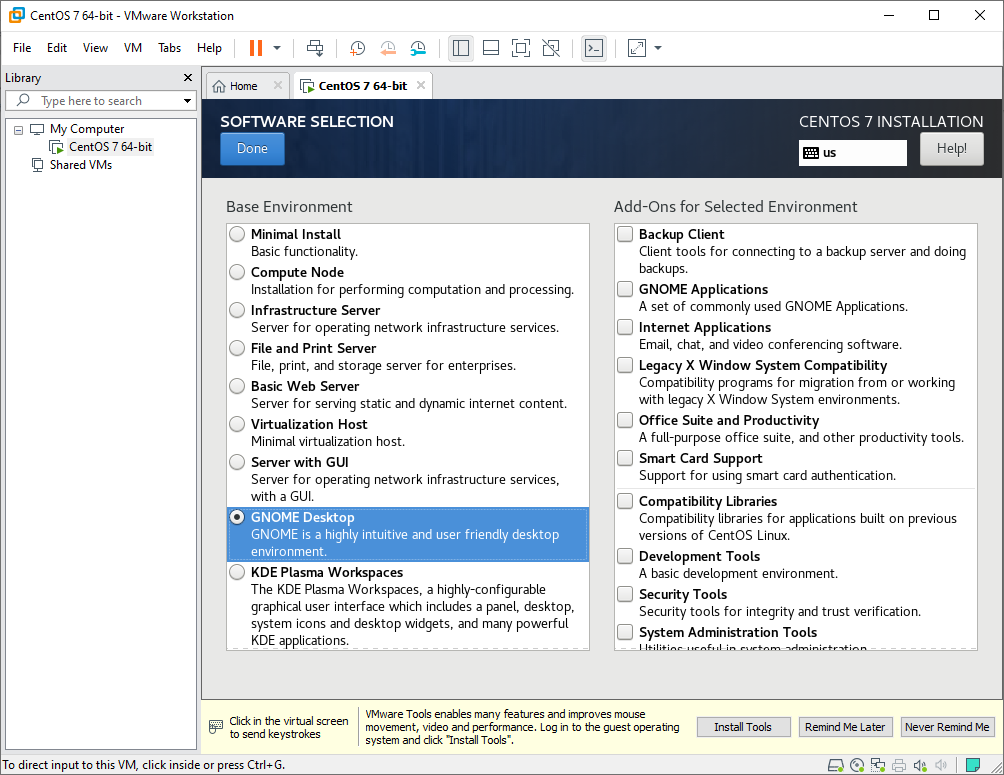 CentOS 7 64-bit - VMware Workstation
File Edit View VM Tabs Help
Library
Type here to search
My Computer
CentOS 7 64-bit
Shared VMs
Home
CentOS 7 64-bit
SOFTWARE SELECTION
Done
CENTOS 7 INSTALLATION
us
Help!
Base Environment
Minimal Install
Basic functionality.
Compute Node
Installation for performing computation and processing.
Infrastructure Server
Server for operating network infrastructure services.
File and Print Server
File, print, and storage server for enterprises.
Basic Web Server
Server for serving static and dynamic internet content.
Virtualization Host
Minimal virtualization host.
Server with GUI
Server for operating network infrastructure services,
with a GUI.
GNOME Desktop
GNOME is a highly intuitive and user friendly desktop
environment.
KDE Plasma Workspaces
The KDE Plasma Workspaces, a highly-configurable
graphical user interface which includes a panel, desktop,
system icons and desktop widgets, and many powerful
KDE applications.
Add-Ons for Selected Environment
Backup Client
Client tools for connecting to a backup server and doing
backups.
GNOME Applications
A set of commonly used GNOME Applications.
Internet Applications
Email, chat, and video conferencing software.
Legacy X Window System Compatibility
Compatibility programs for migration from or working
with legacy X Window System environments.
Office Suite and Productivity
A full-purpose office suite, and other productivity tools.
Smart Card Support
Support for using smart card authentication.
Compatibility Libraries
Compatibility libraries for applications built on previous
versions of CentOS Linux.
Development Tools
A basic development environment.
Security Tools
Security tools for integrity and trust verification.
System Administration Tools
Utilities useful in system administration.
Click in the virtual screen
to send keystrokes
VMware Tools enables many features and improves mouse
movement, video and performance. Log in to the guest operating
system and click "Install Tools".
Install Tools
Remind Me Later
Never Remind Me
To direct input to this VM, click inside or press Ctrl+G.